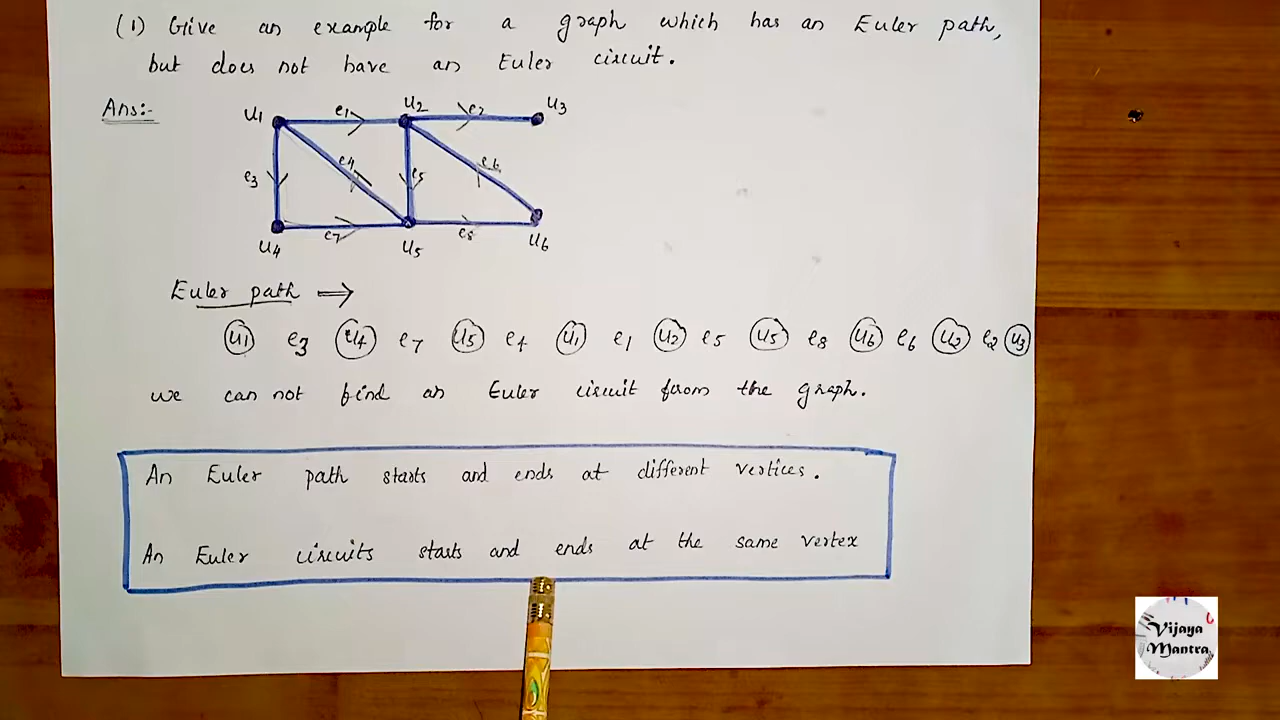 (1) Give an example for a graph which has an Euler path,
but does not have an Euler circuit.
Ans:-
u1 e1 u2 e2 u3
e3 e4 e5 e6
u4 e7 u5 e8 u6
Euler path ⇒
u1 e3 u4 e7 u5 e4 u1 e1 u2 e5 u5 e8 u6 e6 u2 e2 u3
we can not find an Euler circuit from the graph.
An Euler path starts and ends at different vertices.
An Euler circuits starts and ends at the same vertex
Vijaya
Mantra